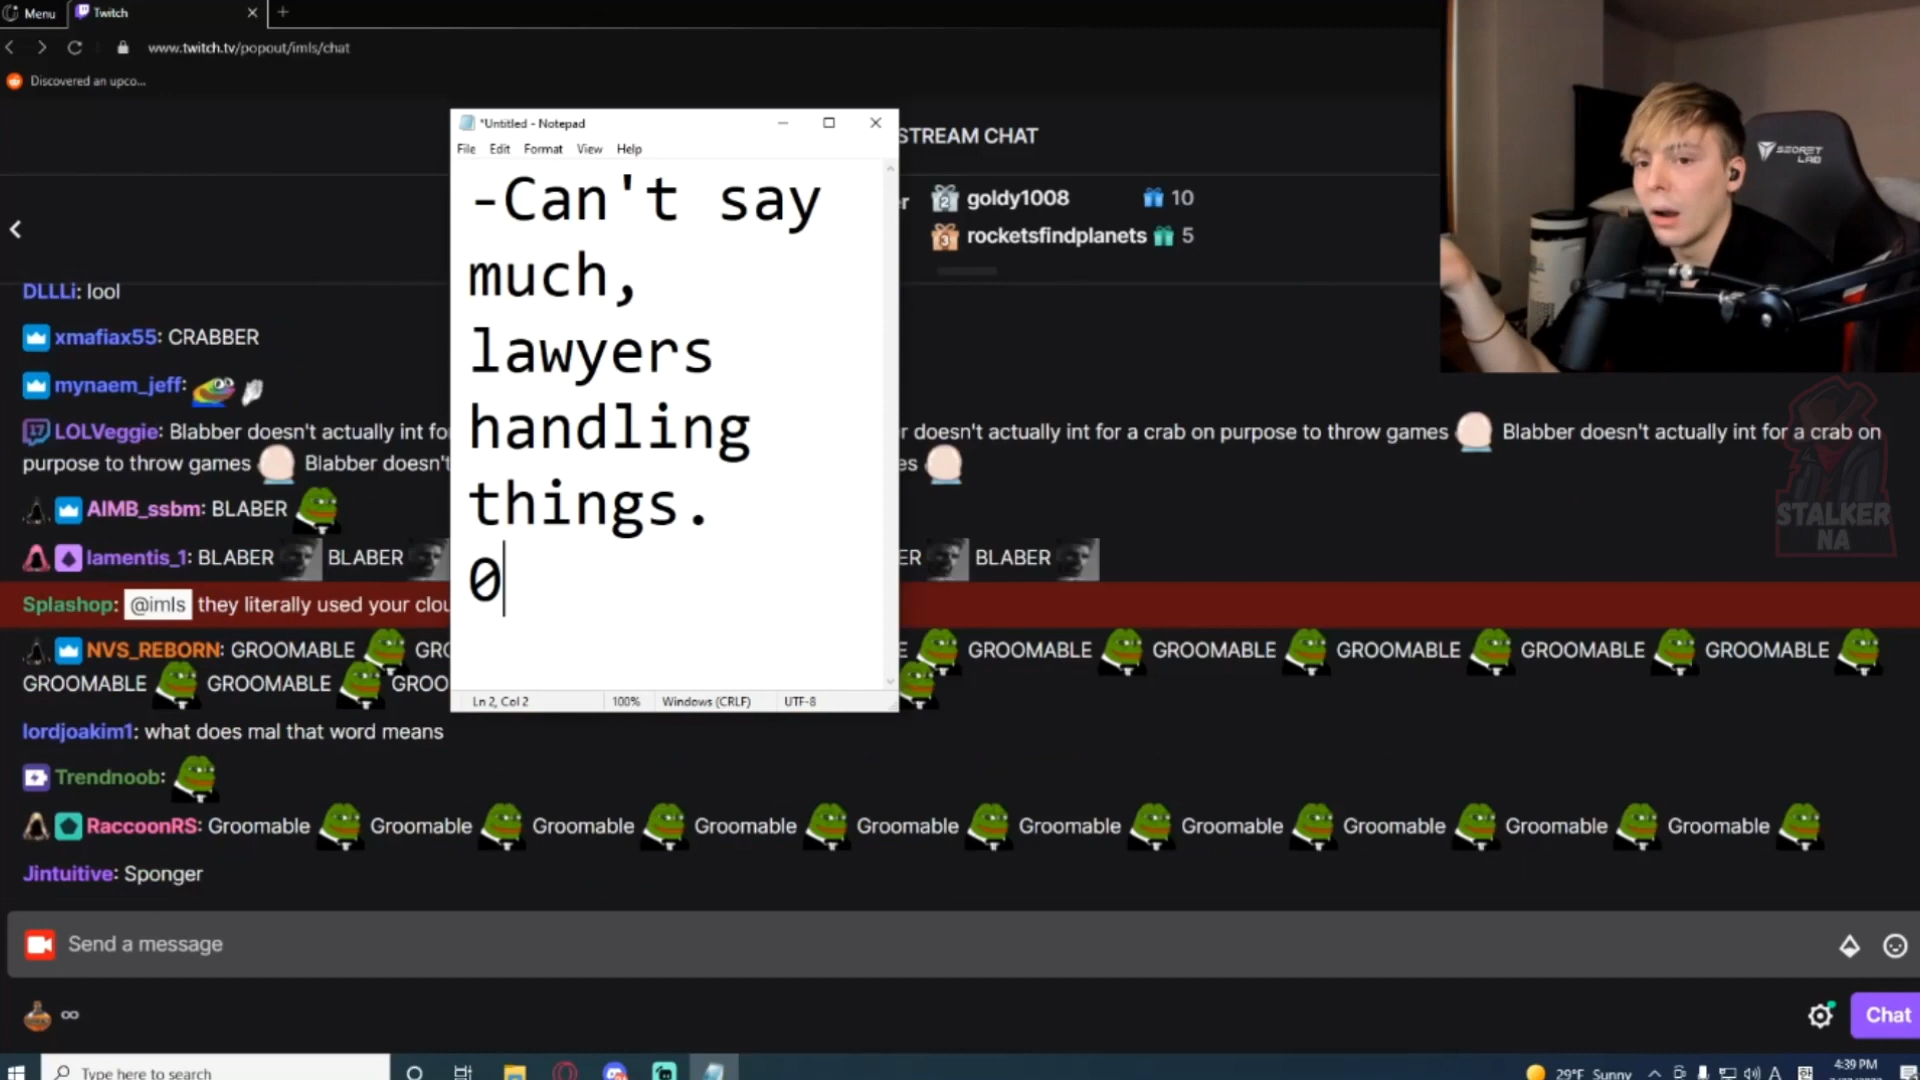 Menu
Twitch
www.twitch.tv/popout/imls/chat
Discovered an upco...
*Untitled - Notepad
File Edit Format View Help
-Can't say
much,
lawyers
handling
things.
0
Ln 2, Col 2 100% Windows (CRLF) UTF-8
STREAM CHAT
goldy1008 10
rocketsfindplanets 5
SECRET LAB
DLLLi: lool
xmafiax55: CRABBER
mynaem_jeff:
LOLVeggie: Blabber doesn't actually int fo r doesn't actually int for a crab on purpose to throw games Blabber doesn't actually int for a crab on
purpose to throw games Blabber doesn't es
AIMB_ssbm: BLABER
lamentis_1: BLABER BLABER ER BLABER
Splashop: @imls they literally used your clou
NVS_REBORN: GROOMABLE GRO E GROOMABLE GROOMABLE GROOMABLE GROOMABLE GROOMABLE
GROOMABLE GROOMABLE GROO
lordjoakim1: what does mal that word means
Trendnoob:
RaccoonRS: Groomable Groomable Groomable Groomable Groomable Groomable Groomable Groomable Groomable Groomable
Jintuitive: Sponger
STALKER
NA
Send a message
∞
Chat
Type here to search
29°F Sunny
A
4:39 PM